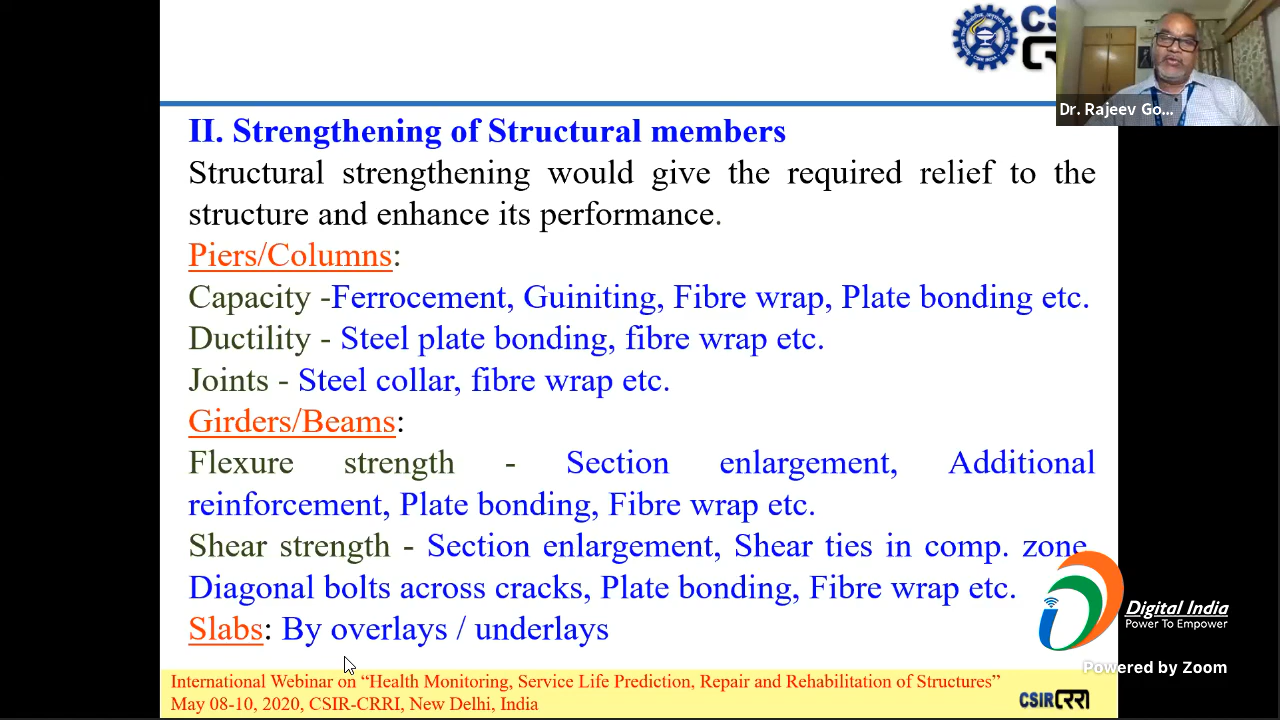 CSIR INDIA
Dr. Rajeev Go...
II. Strengthening of Structural members
Structural strengthening would give the required relief to the
structure and enhance its performance.
Piers/Columns:
Capacity -Ferrocement, Guiniting, Fibre wrap, Plate bonding etc.
Ductility - Steel plate bonding, fibre wrap etc.
Joints - Steel collar, fibre wrap etc.
Girders/Beams:
Flexure strength - Section enlargement, Additional
reinforcement, Plate bonding, Fibre wrap etc.
Shear strength - Section enlargement, Shear ties in comp. zone
Diagonal bolts across cracks, Plate bonding, Fibre wrap etc.
Slabs: By overlays / underlays
Digital India
Power To Empower
Powered by Zoom
International Webinar on “Health Monitoring, Service Life Prediction, Repair and Rehabilitation of Structures”
May 08-10, 2020, CSIR-CRRI, New Delhi, India
CSIR CRRI